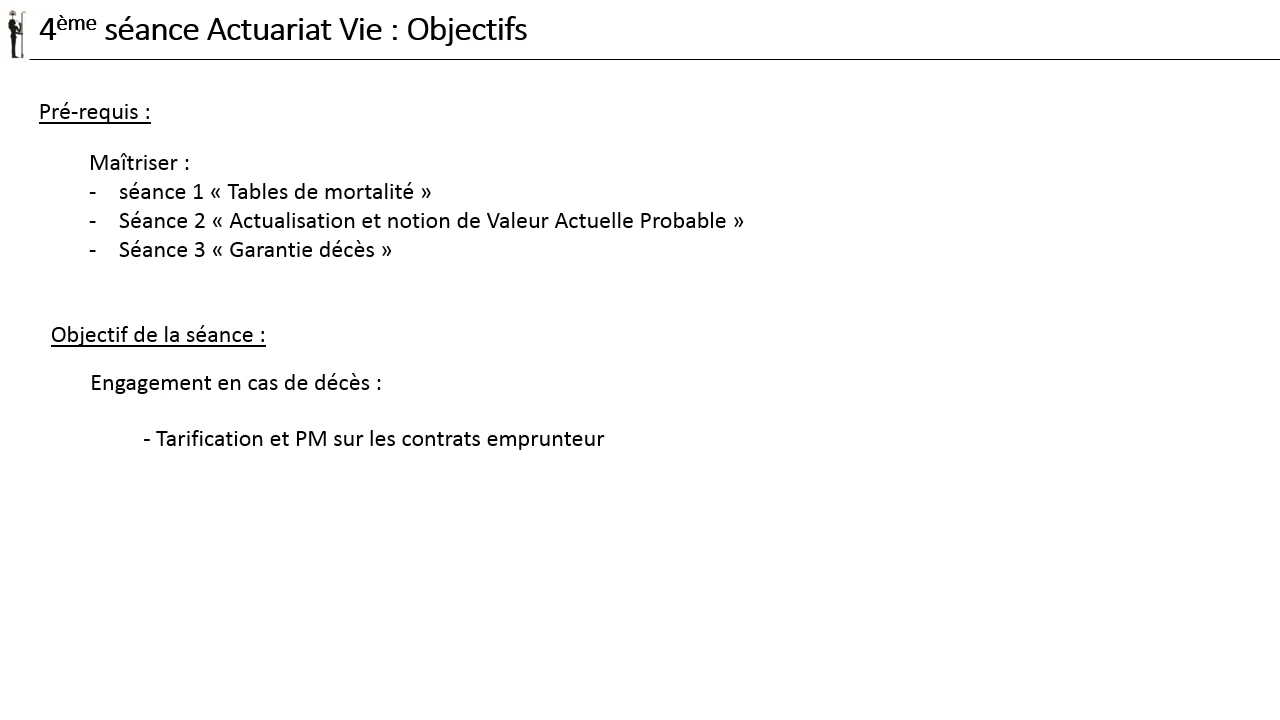 4ème séance Actuariat Vie : Objectifs
Pré-requis :
Maîtriser :
- séance 1 « Tables de mortalité »
- Séance 2 « Actualisation et notion de Valeur Actuelle Probable »
- Séance 3 « Garantie décès »
Objectif de la séance :
Engagement en cas de décès :
- Tarification et PM sur les contrats emprunteur